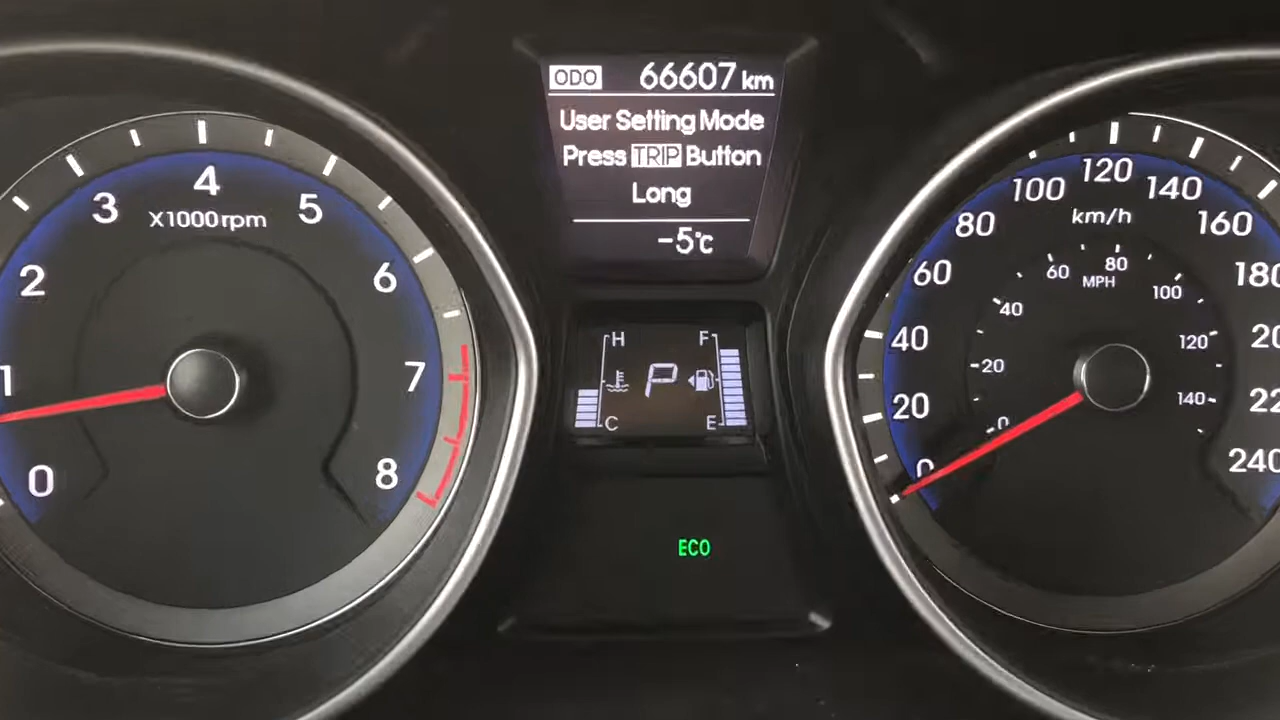 ODO 66607 km
User Setting Mode
Press TRIP Button
Long
-5°C
0
1
2
3
4
5
6
7
8
X1000rpm
H
C
P
F
E
ECO
0
20
40
60
80
100
120
140
160
240
km/h
0
20
40
60
80
100
120
140
MPH